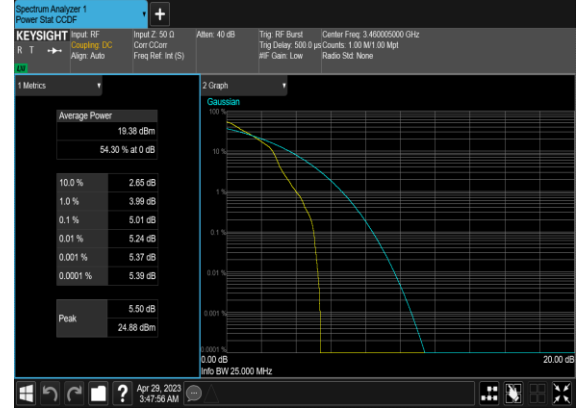 Spectrum Analyzer 1
Power Stat CCDF
KEYSIGHT
R T
LXI
Input: RF
Coupling: DC
Align: Auto
Input Z: 50 Ω
Corr CCorr
Freq Ref: Int (S)
Atten: 40 dB
Trig: RF Burst
Trig Delay: 500.0 µs
#IF Gain: Low
Center Freq: 3.460005000 GHz
Counts: 1.00 M/1.00 Mpt
Radio Std: None
1 Metrics
Average Power
19.38 dBm
54.30 % at 0 dB
10.0 % 2.65 dB
1.0 % 3.99 dB
0.1 % 5.01 dB
0.01 % 5.24 dB
0.001 % 5.37 dB
0.0001 % 5.39 dB
Peak 5.50 dB
24.88 dBm
2 Graph
Gaussian
100 %
10 %
1 %
0.1 %
0.01 %
0.001 %
0.0001 %
0.00 dB
20.00 dB
Info BW 25.000 MHz
?
Apr 29, 2023
3:47:56 AM